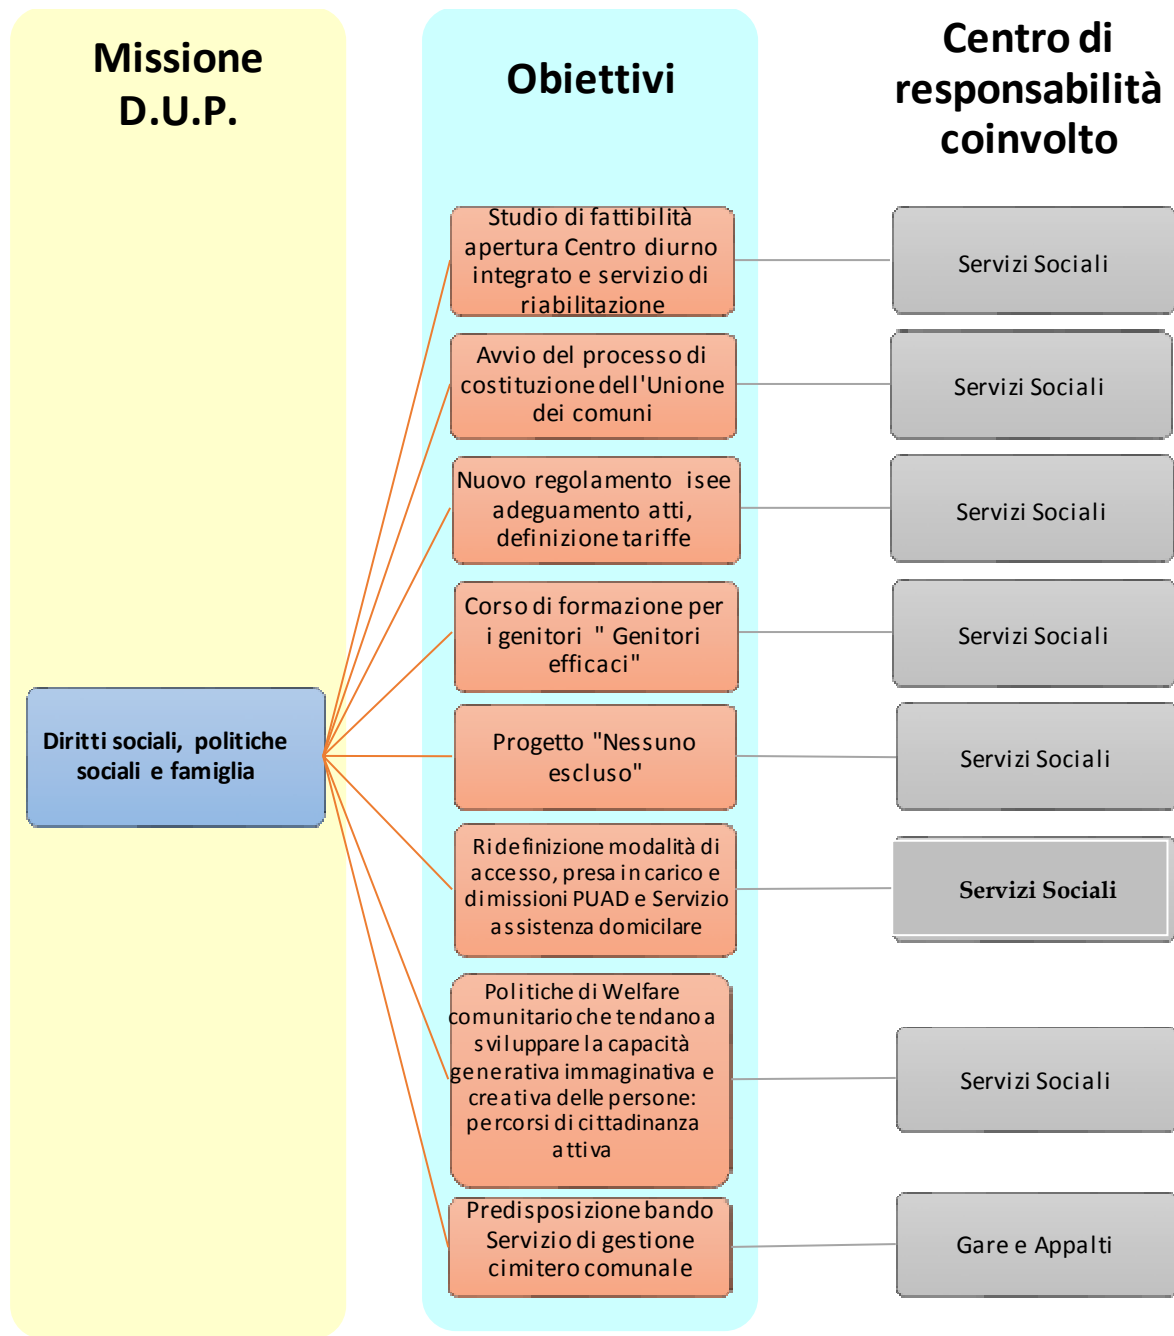 Missione
D.U.P.
Obiettivi
Centro di
responsabilità
coinvolto
Studio di fattibilità
apertura Centro diurno
integrato e servizio di
riabilitazione
Servizi Sociali
Avvio del processo di
costituzione dell'Unione
dei comuni
Servizi Sociali
Nuovo regolamento isee
adeguamento atti,
definizione tariffe
Servizi Sociali
Corso di formazione per
i genitori " Genitori
efficaci"
Servizi Sociali
Diritti sociali, politiche
sociali e famiglia
Progetto "Nessuno
escluso"
Servizi Sociali
Ridefinizione modalità di
accesso, presa in carico e
dimissioni PUAD e Servizio
assistenza domicilare
Servizi Sociali
Politiche di Welfare
comunitario che tendano a
sviluppare la capacità
generativa immaginativa e
creativa delle persone:
percorsi di cittadinanza
attiva
Servizi Sociali
Predisposizione bando
Servizio di gestione
cimitero comunale
Gare e Appalti